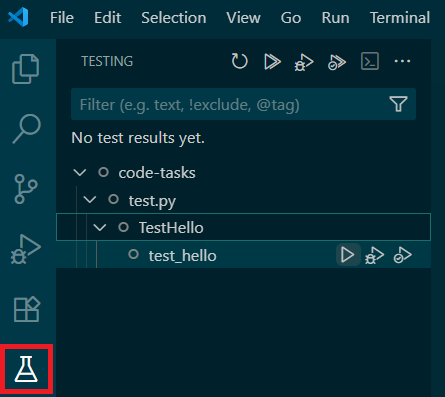 File Edit Selection View Go Run Terminal
TESTING
Filter (e.g. text, !exclude, @tag)
No test results yet.
code-tasks
test.py
TestHello
test_hello